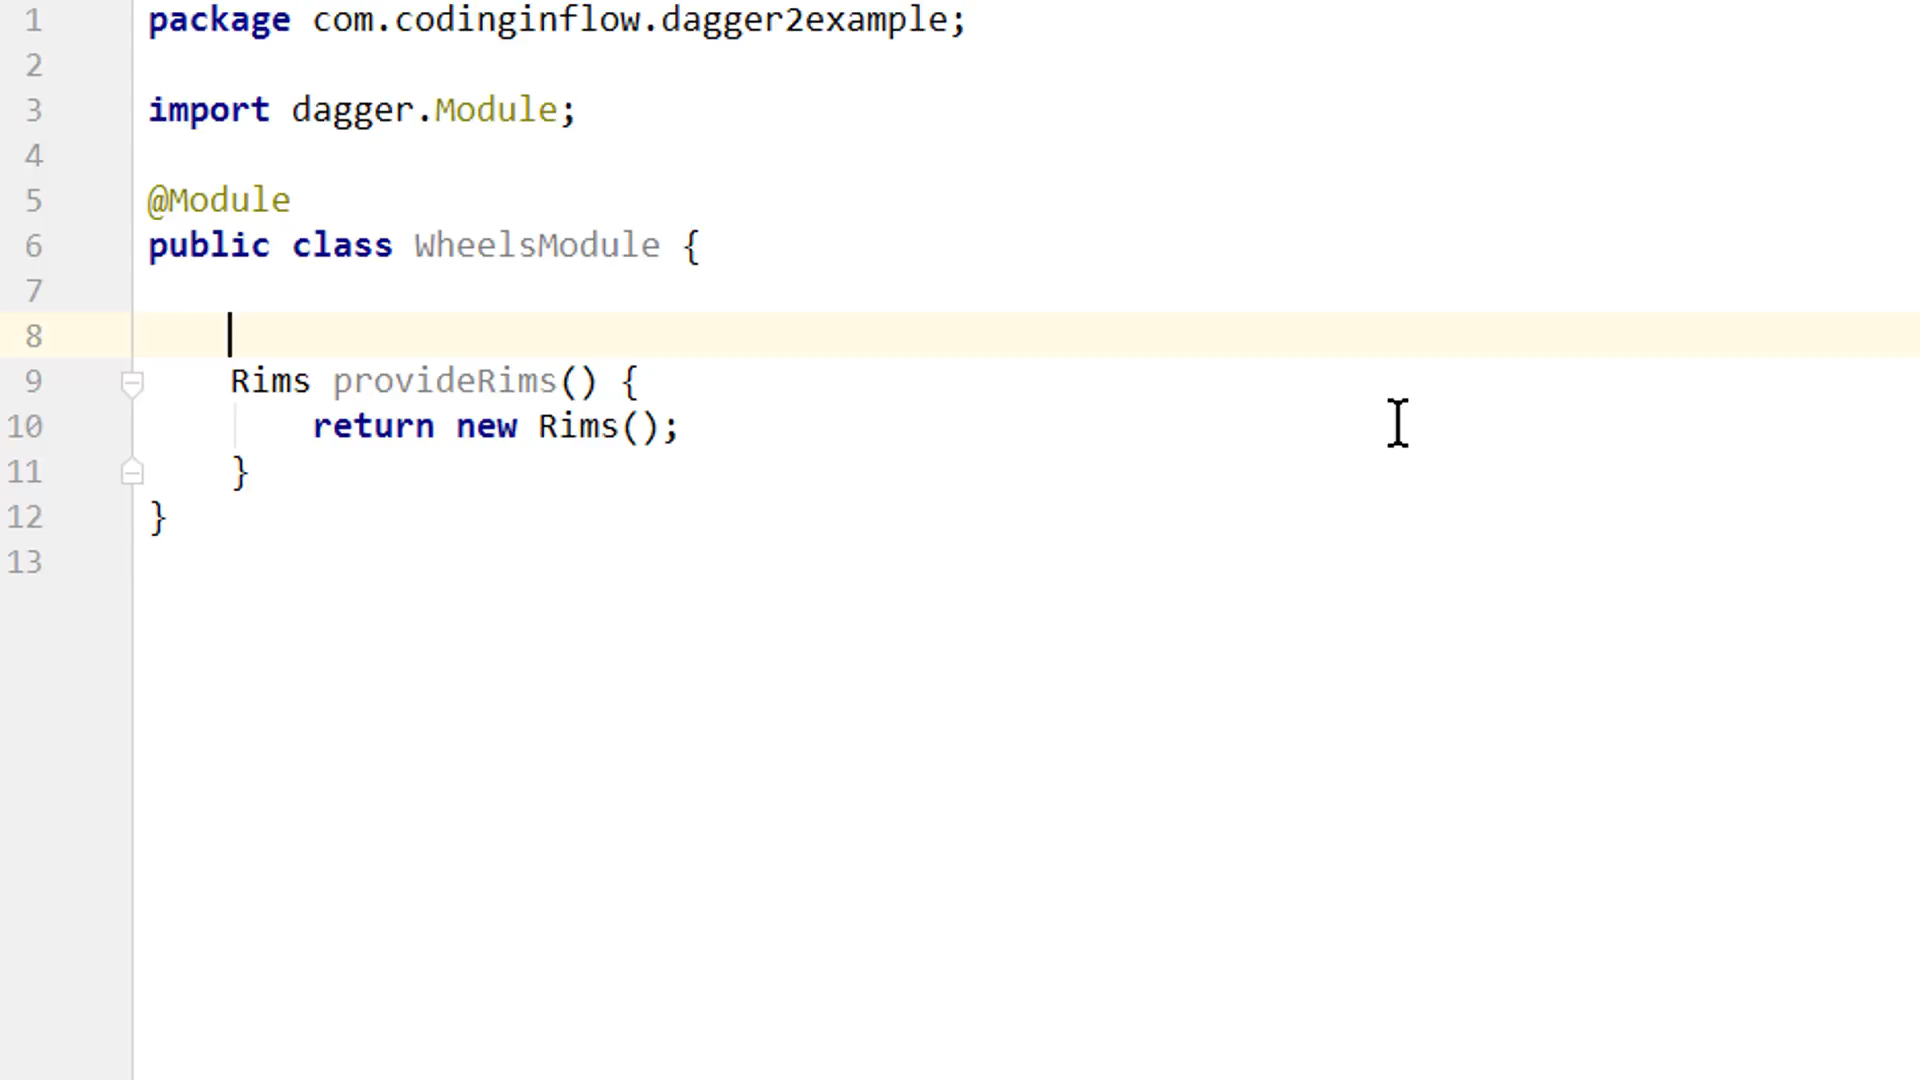 1 package com.codinginflow.dagger2example;
2
3 import dagger.Module;
4
5 @Module
6 public class WheelsModule {
7
8
9 Rims provideRims() {
10 return new Rims();
11 }
12 }
13